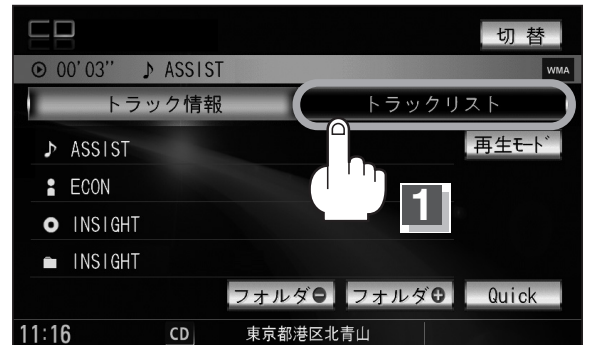 CD
切 替
00'03'' ♪ ASSIST
WMA
トラック情報
トラックリスト
♪ ASSIST
再生モード
ECON
1
INSIGHT
INSIGHT
フォルダ－
フォルダ＋
Quick
11:16
CD
東京都港区北青山